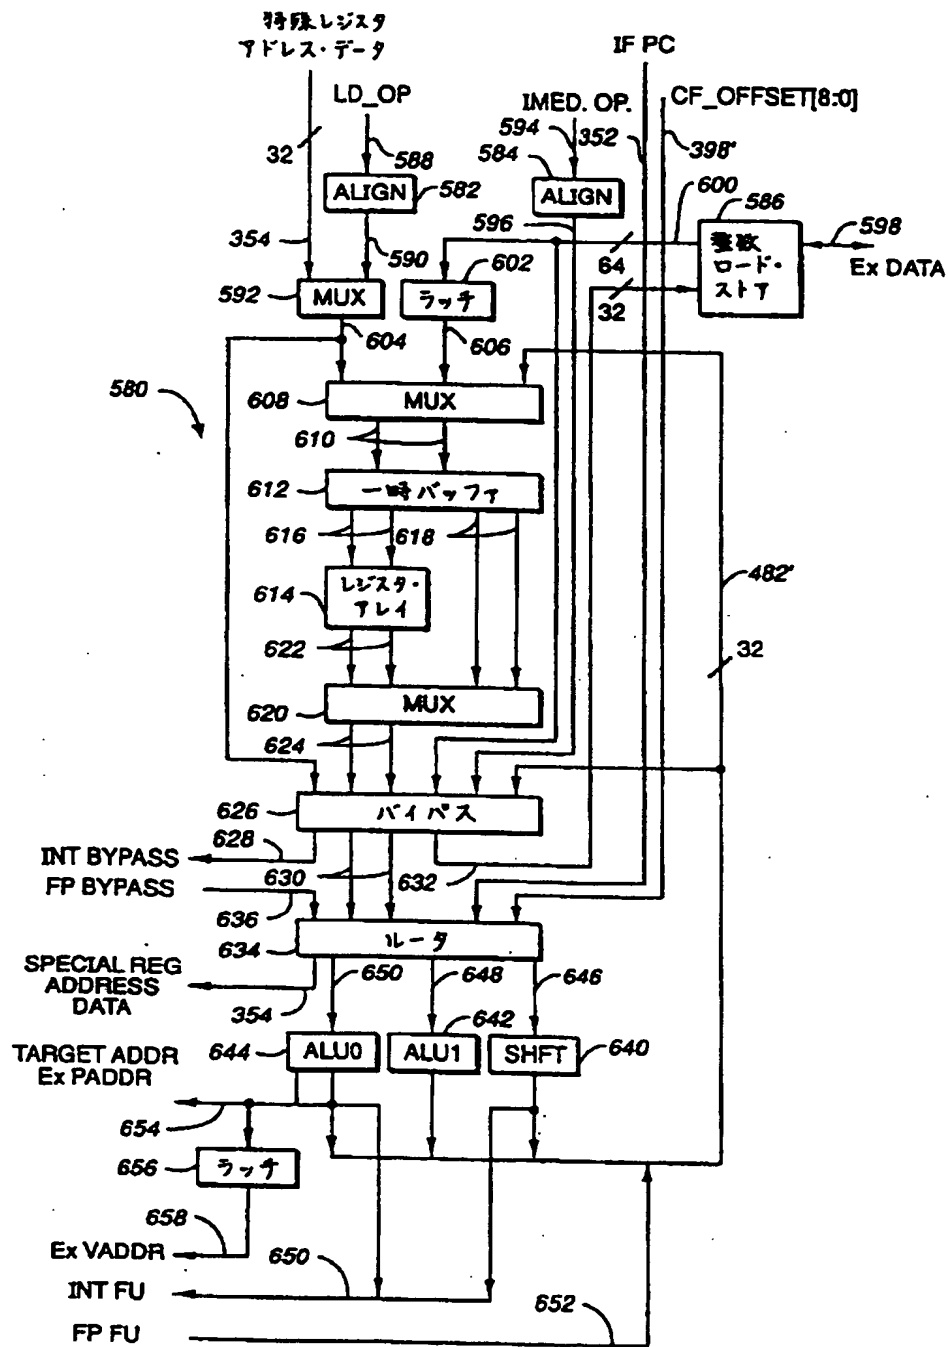 特殊レジスタ
アドレス・データ
IF PC
LD_OP
IMED. OP.
CF_OFFSET[8:0]
32
588
594
352
398'
584
ALIGN
582
ALIGN
600
586
354
590
596
整数
ロード・
ストア
598
Ex DATA
602
64
592
MUX
ラッチ
32
604
606
580
608
MUX
610
612
一時バッファ
616
618
614
レジスタ・
アレイ
482'
622
32
620
MUX
624
626
バイパス
628
INT BYPASS
630
632
FP BYPASS
636
634
ルータ
SPECIAL REG
ADDRESS
DATA
354
650
648
646
642
644
ALU0
ALU1
SHFT
640
TARGET ADDR
Ex PADDR
654
656
ラッチ
658
Ex VADDR
650
INT FU
652
FP FU